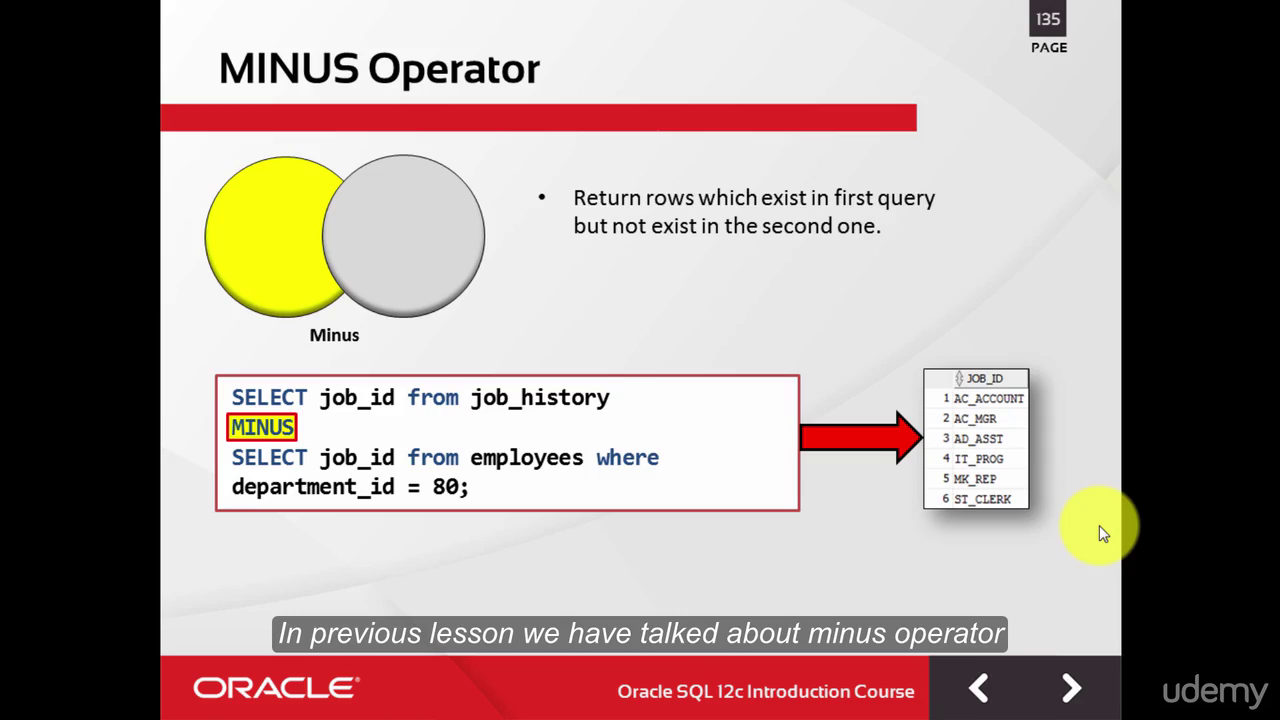 135
PAGE
MINUS Operator
• Return rows which exist in first query
but not exist in the second one.
Minus
SELECT job_id from job_history
MINUS
SELECT job_id from employees where
department_id = 80;
JOB_ID
1 AC_ACCOUNT
2 AC_MGR
3 AD_ASST
4 IT_PROG
5 MK_REP
6 ST_CLERK
In previous lesson we have talked about minus operator
ORACLE®
Oracle SQL 12c Introduction Course
udemy